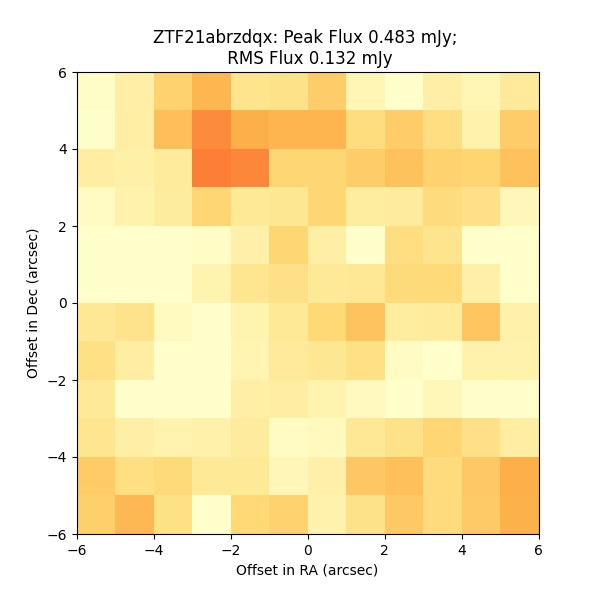 ZTF21abrzdqx: Peak Flux 0.483 mJy;
RMS Flux 0.132 mJy
6
4
2
0
−2
−4
−6
Offset in Dec (arcsec)
−6 −4 −2 0 2 4 6
Offset in RA (arcsec)